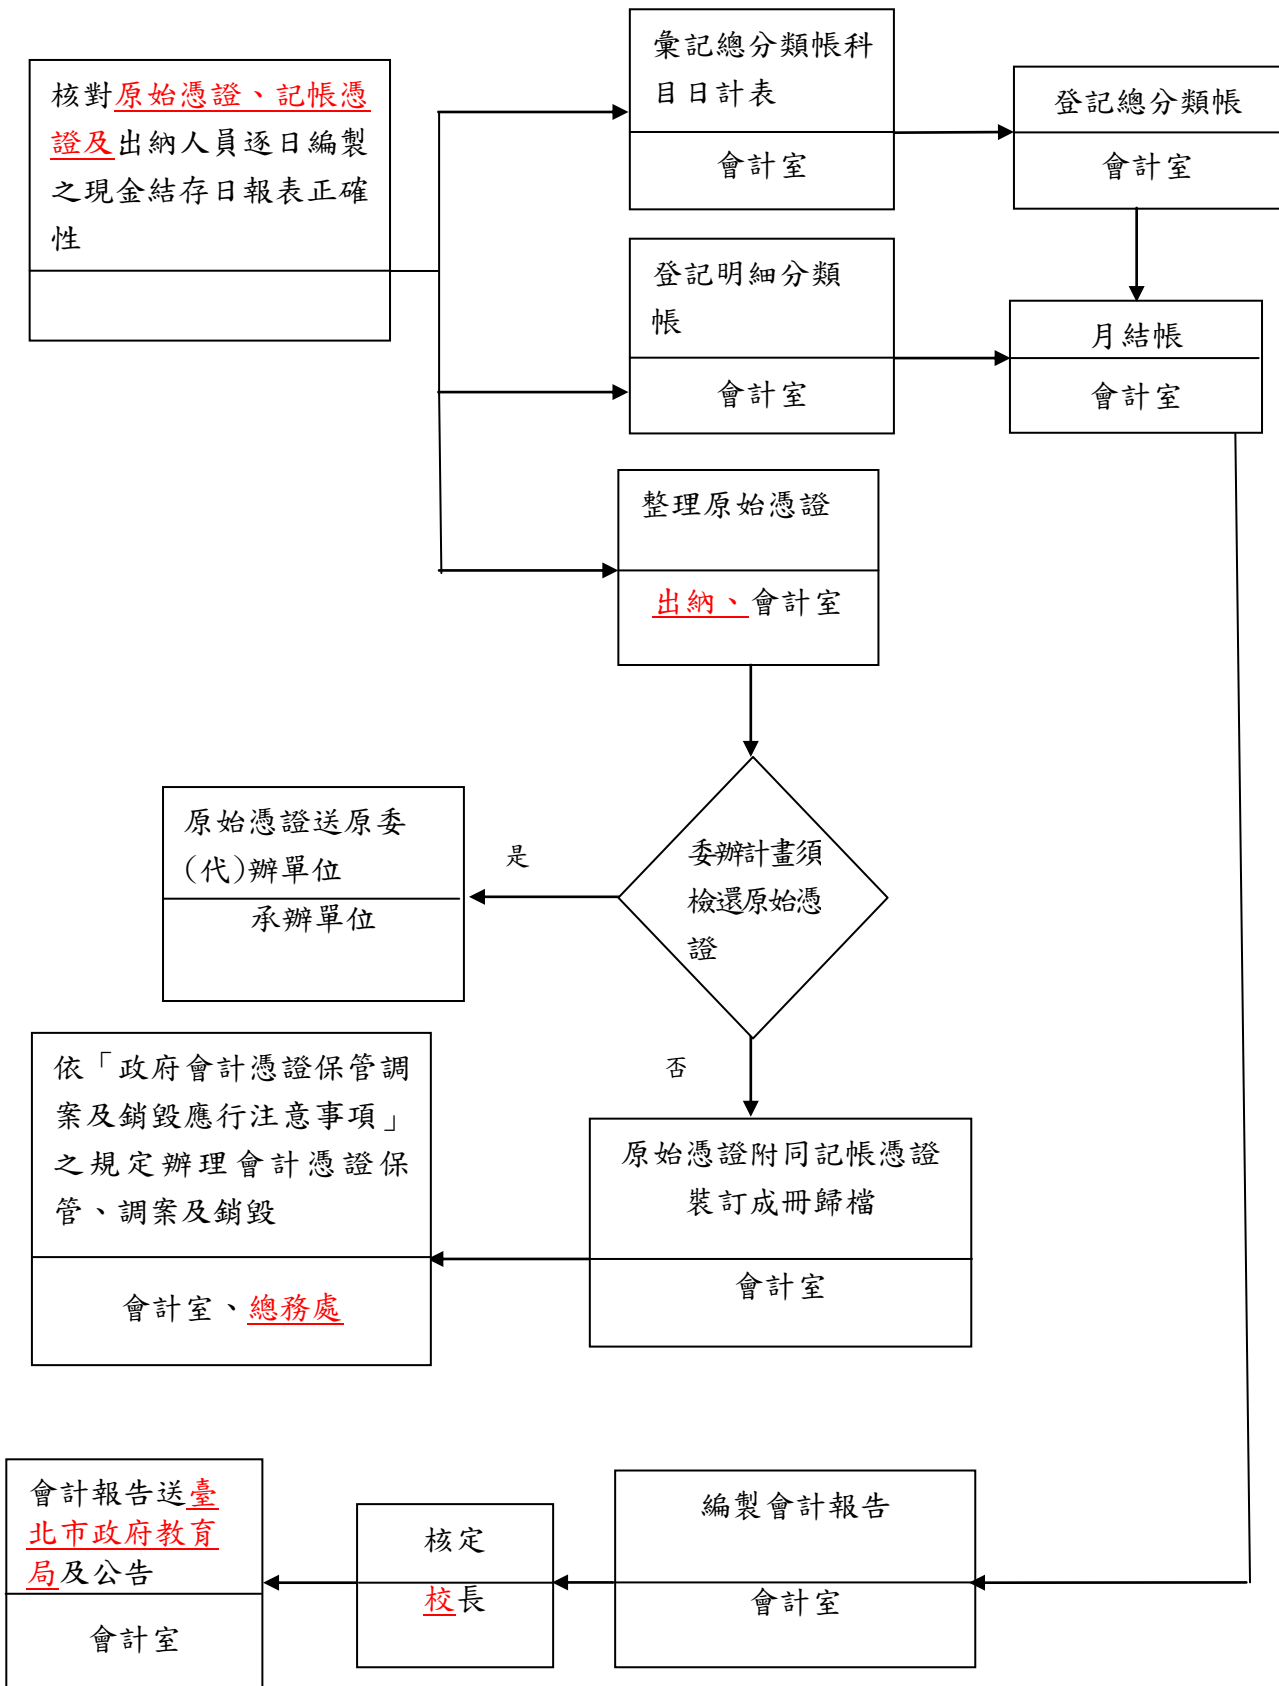 核對原始憑證、記帳憑
證及出納人員逐日編製
之現金結存日報表正確
性
彙記總分類帳科
目日計表
會計室
登記總分類帳
會計室
登記明細分類
帳
會計室
月結帳
會計室
整理原始憑證
出納、會計室
委辦計畫須
檢還原始憑
證
是
原始憑證送原委
(代)辦單位
承辦單位
否
原始憑證附同記帳憑證
裝訂成冊歸檔
會計室
依「政府會計憑證保管調
案及銷毀應行注意事項」
之規定辦理會計憑證保
管、調案及銷毀
會計室、總務處
編製會計報告
會計室
核定
校長
會計報告送臺
北市政府教育
局及公告
會計室